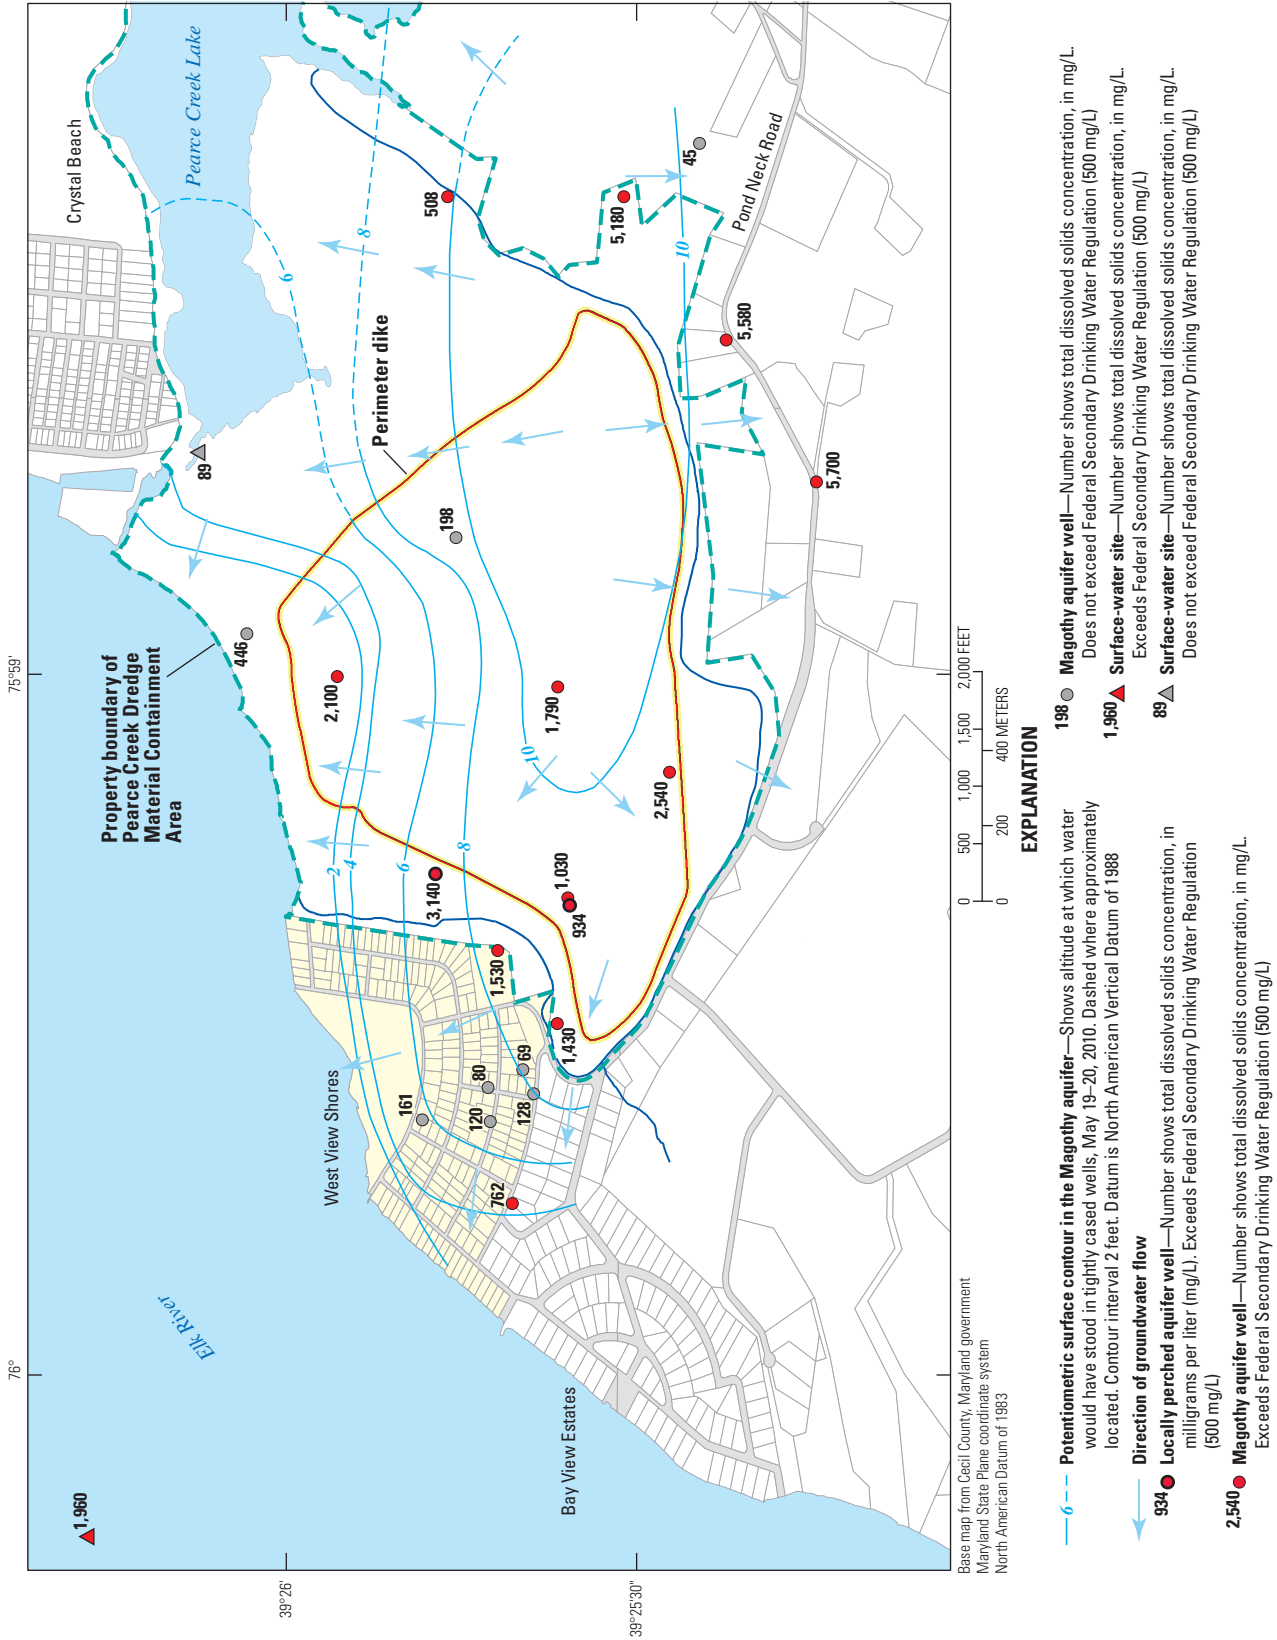 76°
75°59'
39°26'
39°25'30"
Crystal Beach
Pearce Creek Lake
Elk River
West View Shores
Bay View Estates
Pond Neck Road
Perimeter dike
Property boundary of
Pearce Creek Dredge
Material Containment
Area
1,960
89
446
2,100
198
508
5,180
45
5,580
5,700
1,790
2,540
3,140
1,030
934
1,530
1,430
69
80
128
120
161
762
2
4
6
8
10
6
8
10
Base map from Cecil County, Maryland government
Maryland State Plane coordinate system
North American Datum of 1983
0 500 1,000 1,500 2,000 FEET
0 200 400 METERS
EXPLANATION
6 Potentiometric surface contour in the Magothy aquifer—Shows altitude at which water
would have stood in tightly cased wells, May 19–20, 2010. Dashed where approximately
located. Contour interval 2 feet. Datum is North American Vertical Datum of 1988
Direction of groundwater flow
934 Locally perched aquifer well—Number shows total dissolved solids concentration, in
milligrams per liter (mg/L). Exceeds Federal Secondary Drinking Water Regulation
(500 mg/L)
2,540 Magothy aquifer well—Number shows total dissolved solids concentration, in mg/L.
Exceeds Federal Secondary Drinking Water Regulation (500 mg/L)
198 Magothy aquifer well—Number shows total dissolved solids concentration, in mg/L.
Does not exceed Federal Secondary Drinking Water Regulation (500 mg/L)
1,960 Surface-water site—Number shows total dissolved solids concentration, in mg/L.
Exceeds Federal Secondary Drinking Water Regulation (500 mg/L)
89 Surface-water site—Number shows total dissolved solids concentration, in mg/L.
Does not exceed Federal Secondary Drinking Water Regulation (500 mg/L)